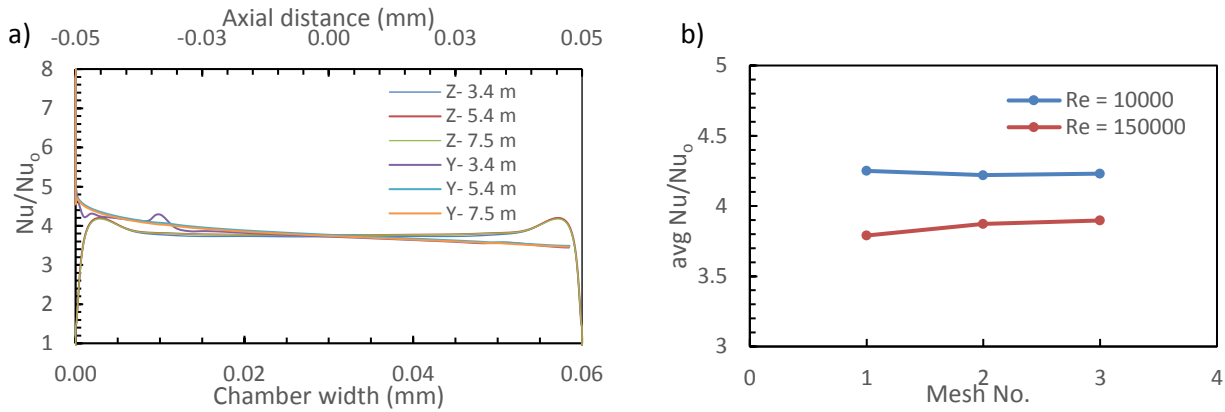 a)
Axial distance (mm)
-0.05 -0.03 0.00 0.03 0.05
8
7
6
5
4
3
2
1
Nu/Nuo
Z- 3.4 m
Z- 5.4 m
Z- 7.5 m
Y- 3.4 m
Y- 5.4 m
Y- 7.5 m
0.00 0.02 0.04 0.06
Chamber width (mm)
b)
5
4.5
4
3.5
3
avg Nu/Nuo
Re = 10000
Re = 150000
0 1 2 3 4
Mesh No.